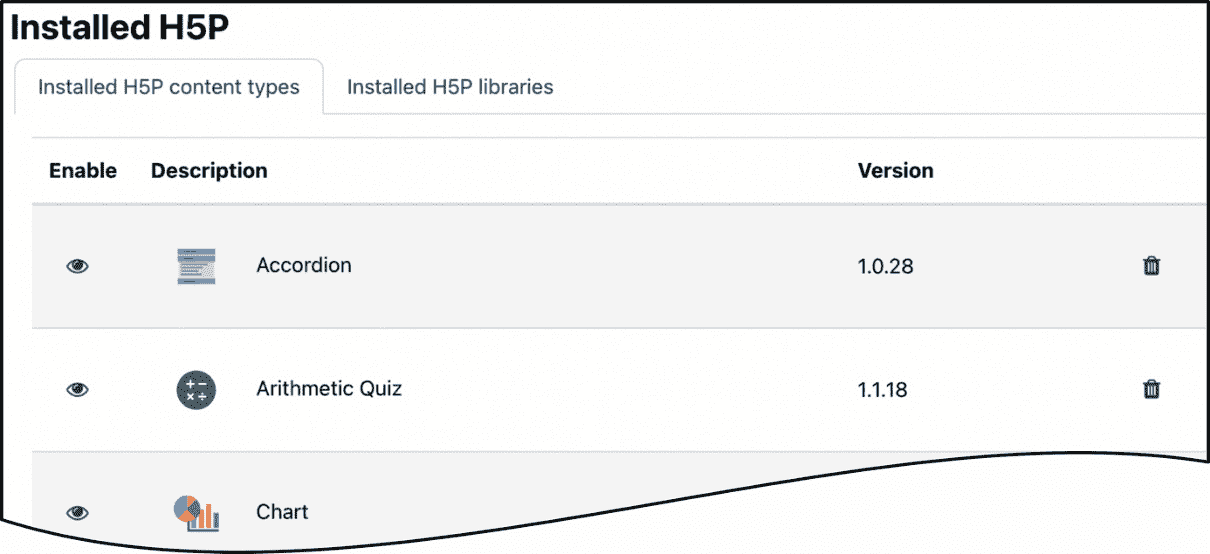 Installed H5P
Installed H5P content types Installed H5P libraries
Enable Description Version
Accordion 1.0.28
Arithmetic Quiz 1.1.18
Chart